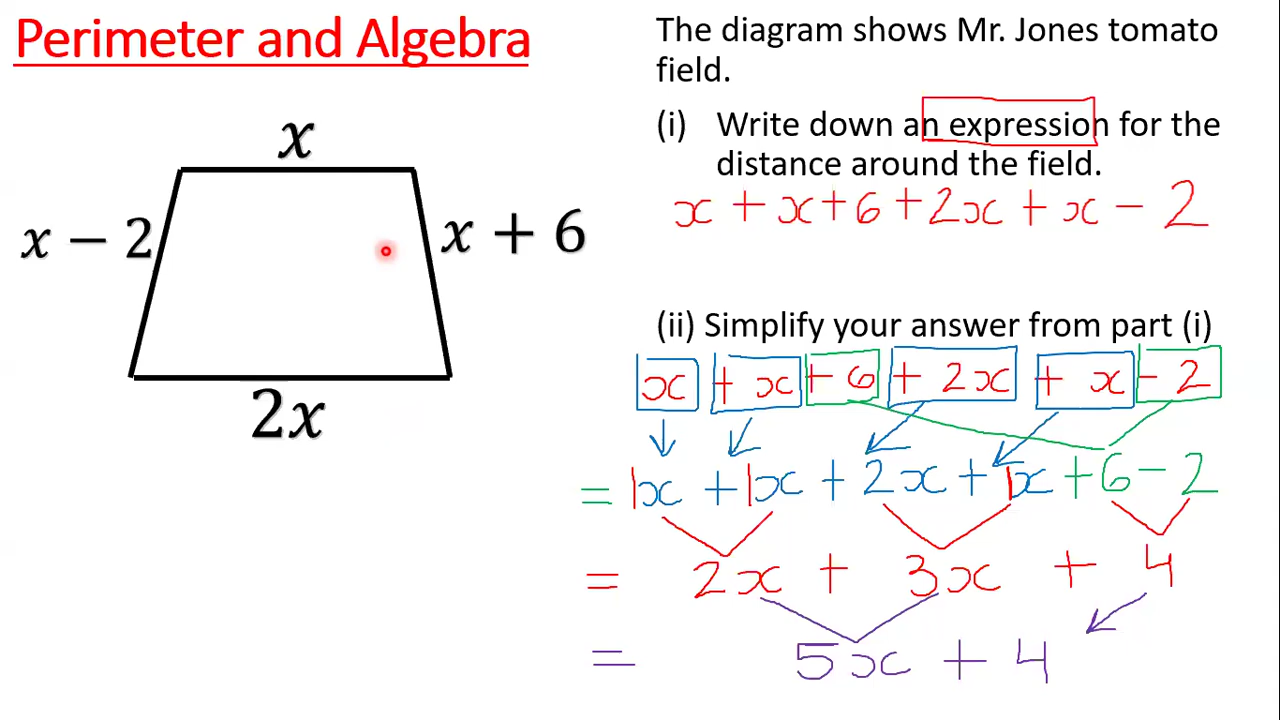 Perimeter and Algebra
x
x − 2
x + 6
2x
The diagram shows Mr. Jones tomato
field.
(i) Write down an expression for the
distance around the field.
x + x + 6 + 2x + x − 2
(ii) Simplify your answer from part (i)
x + x + 6 + 2x + x − 2
= 1x + 1x + 2x + 1x + 6 − 2
= 2x + 3x + 4
= 5x + 4